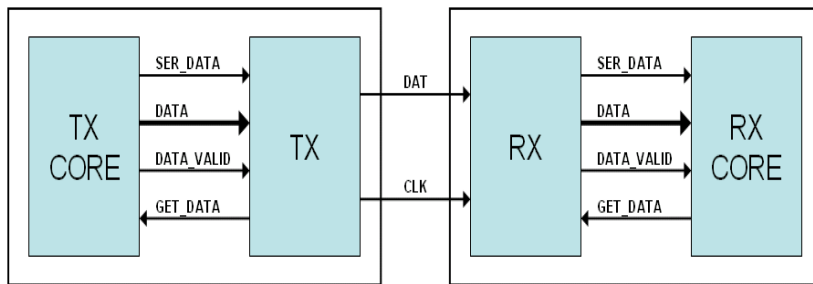 SER_DATA
DATA
DATA_VALID
GET_DATA
TX
CORE
TX
DAT
CLK
RX
SER_DATA
DATA
DATA_VALID
GET_DATA
RX
CORE